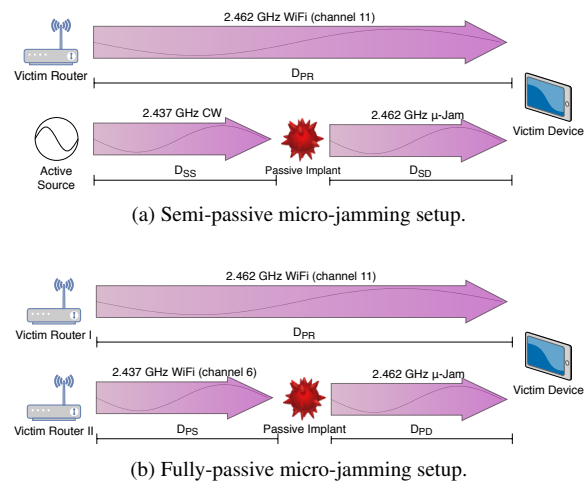 2.462 GHz WiFi (channel 11)
Victim Router
DPR
2.437 GHz CW
2.462 GHz μ-Jam
Victim Device
Active
Source
Passive Implant
DSS
DSD
(a) Semi-passive micro-jamming setup.
2.462 GHz WiFi (channel 11)
Victim Router I
DPR
2.437 GHz WiFi (channel 6)
2.462 GHz μ-Jam
Victim Device
Victim Router II
DPS
Passive Implant
DPD
(b) Fully-passive micro-jamming setup.